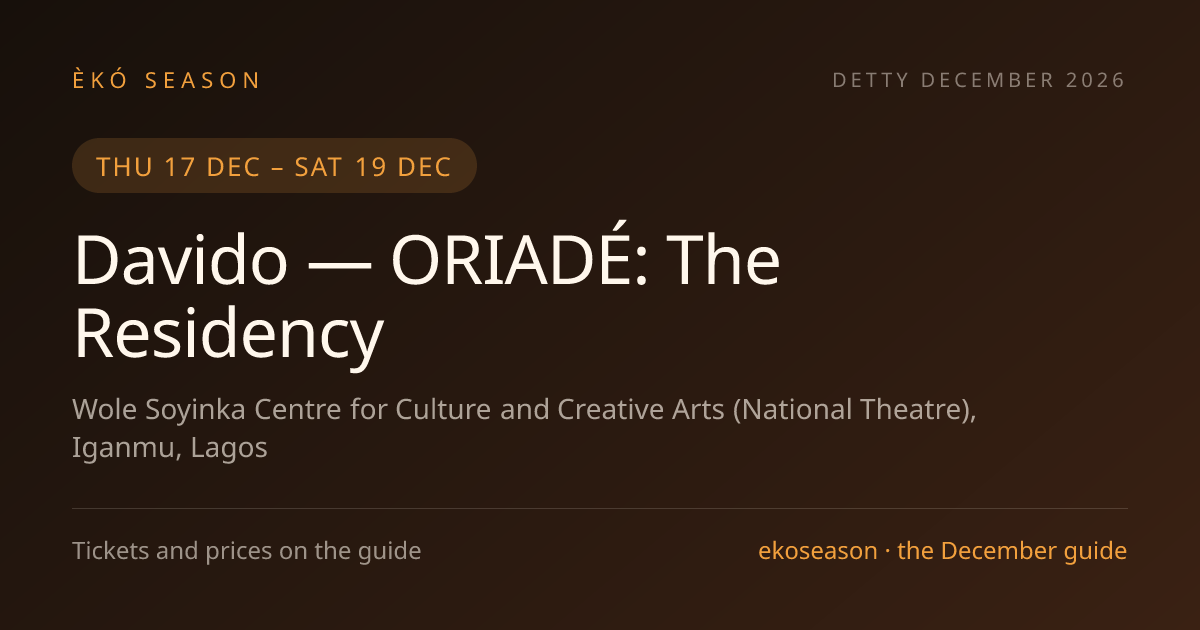 ÈKÓ SEASON
DETTY DECEMBER 2026
THU 17 DEC – SAT 19 DEC
Davido — ORIADÉ: The
Residency
Wole Soyinka Centre for Culture and Creative Arts (National Theatre),
Iganmu, Lagos
Tickets and prices on the guide
ekoseason · the December guide